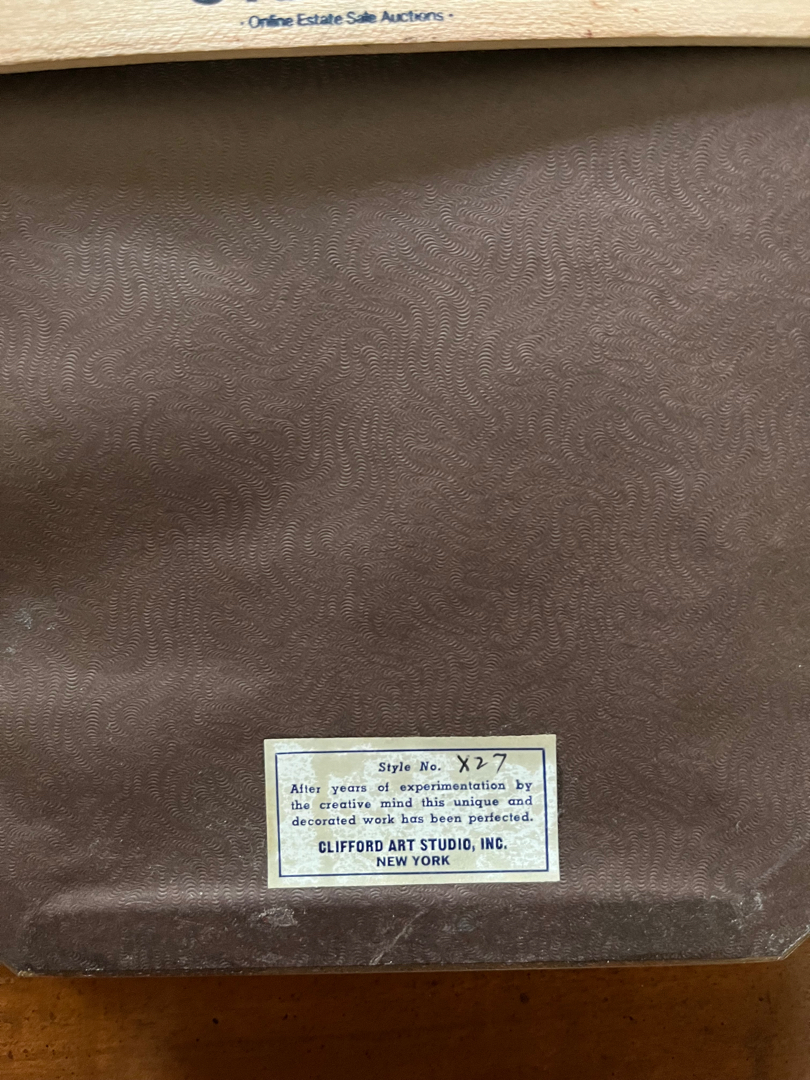 · Online Estate Sale Auctions ·
Style No. X27
After years of experimentation by
the creative mind this unique and
decorated work has been perfected.
CLIFFORD ART STUDIO, INC.
NEW YORK